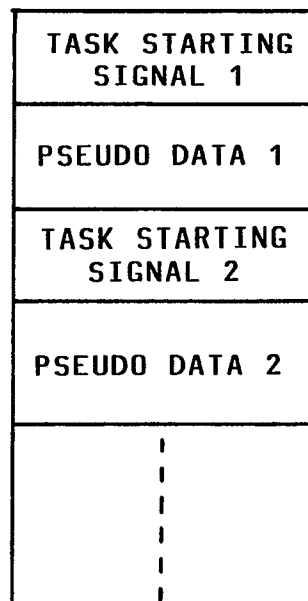 TASK STARTING
SIGNAL 1
PSEUDO DATA 1
TASK STARTING
SIGNAL 2
PSEUDO DATA 2